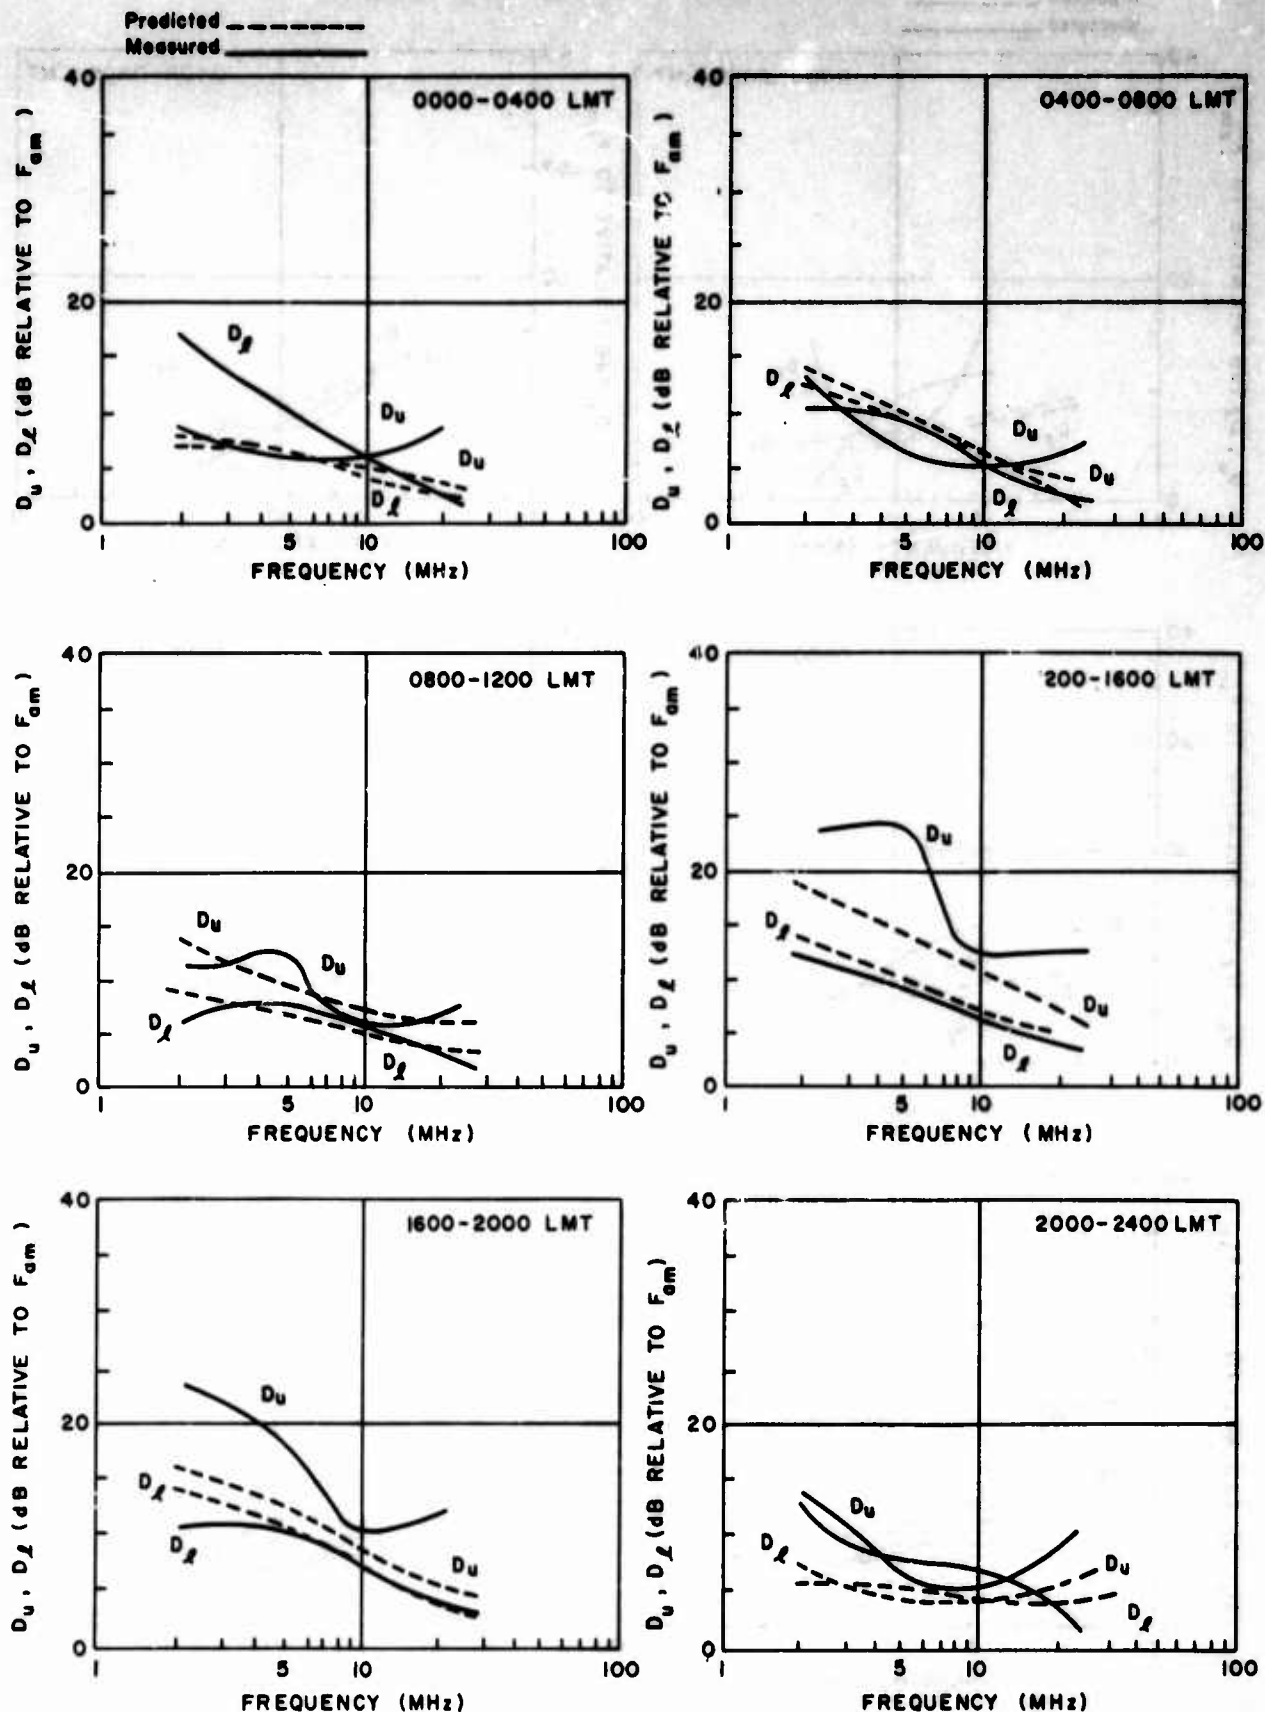 Predicted
Measured
40
0000-0400 LMT
20
0
Dℓ
Du
Du
Dℓ
1 5 10 100
FREQUENCY (MHz)
Du, Dℓ (dB RELATIVE TO Fam)
40
0400-0800 LMT
20
0
Dℓ
Du
Du
Dℓ
1 5 10 100
FREQUENCY (MHz)
Du, Dℓ (dB RELATIVE TO Fam)
40
0800-1200 LMT
20
0
Du
Du
Dℓ
Dℓ
1 5 10 100
FREQUENCY (MHz)
Du, Dℓ (dB RELATIVE TO Fam)
40
200-1600 LMT
20
0
Du
Dℓ
Du
Dℓ
1 5 10 100
FREQUENCY (MHz)
Du, Dℓ (dB RELATIVE TO Fam)
40
1600-2000 LMT
20
0
Du
Dℓ
Dℓ
Du
1 5 10 100
FREQUENCY (MHz)
Du, Dℓ (dB RELATIVE TO Fam)
40
2000-2400 LMT
20
0
Du
Dℓ
Du
Dℓ
1 5 10 100
FREQUENCY (MHz)
Du, Dℓ (dB RELATIVE TO Fam)